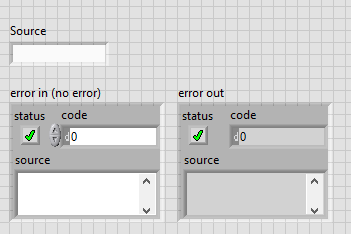 Source
error in (no error)
error out
status
code
d0
source
status
code
d0
source